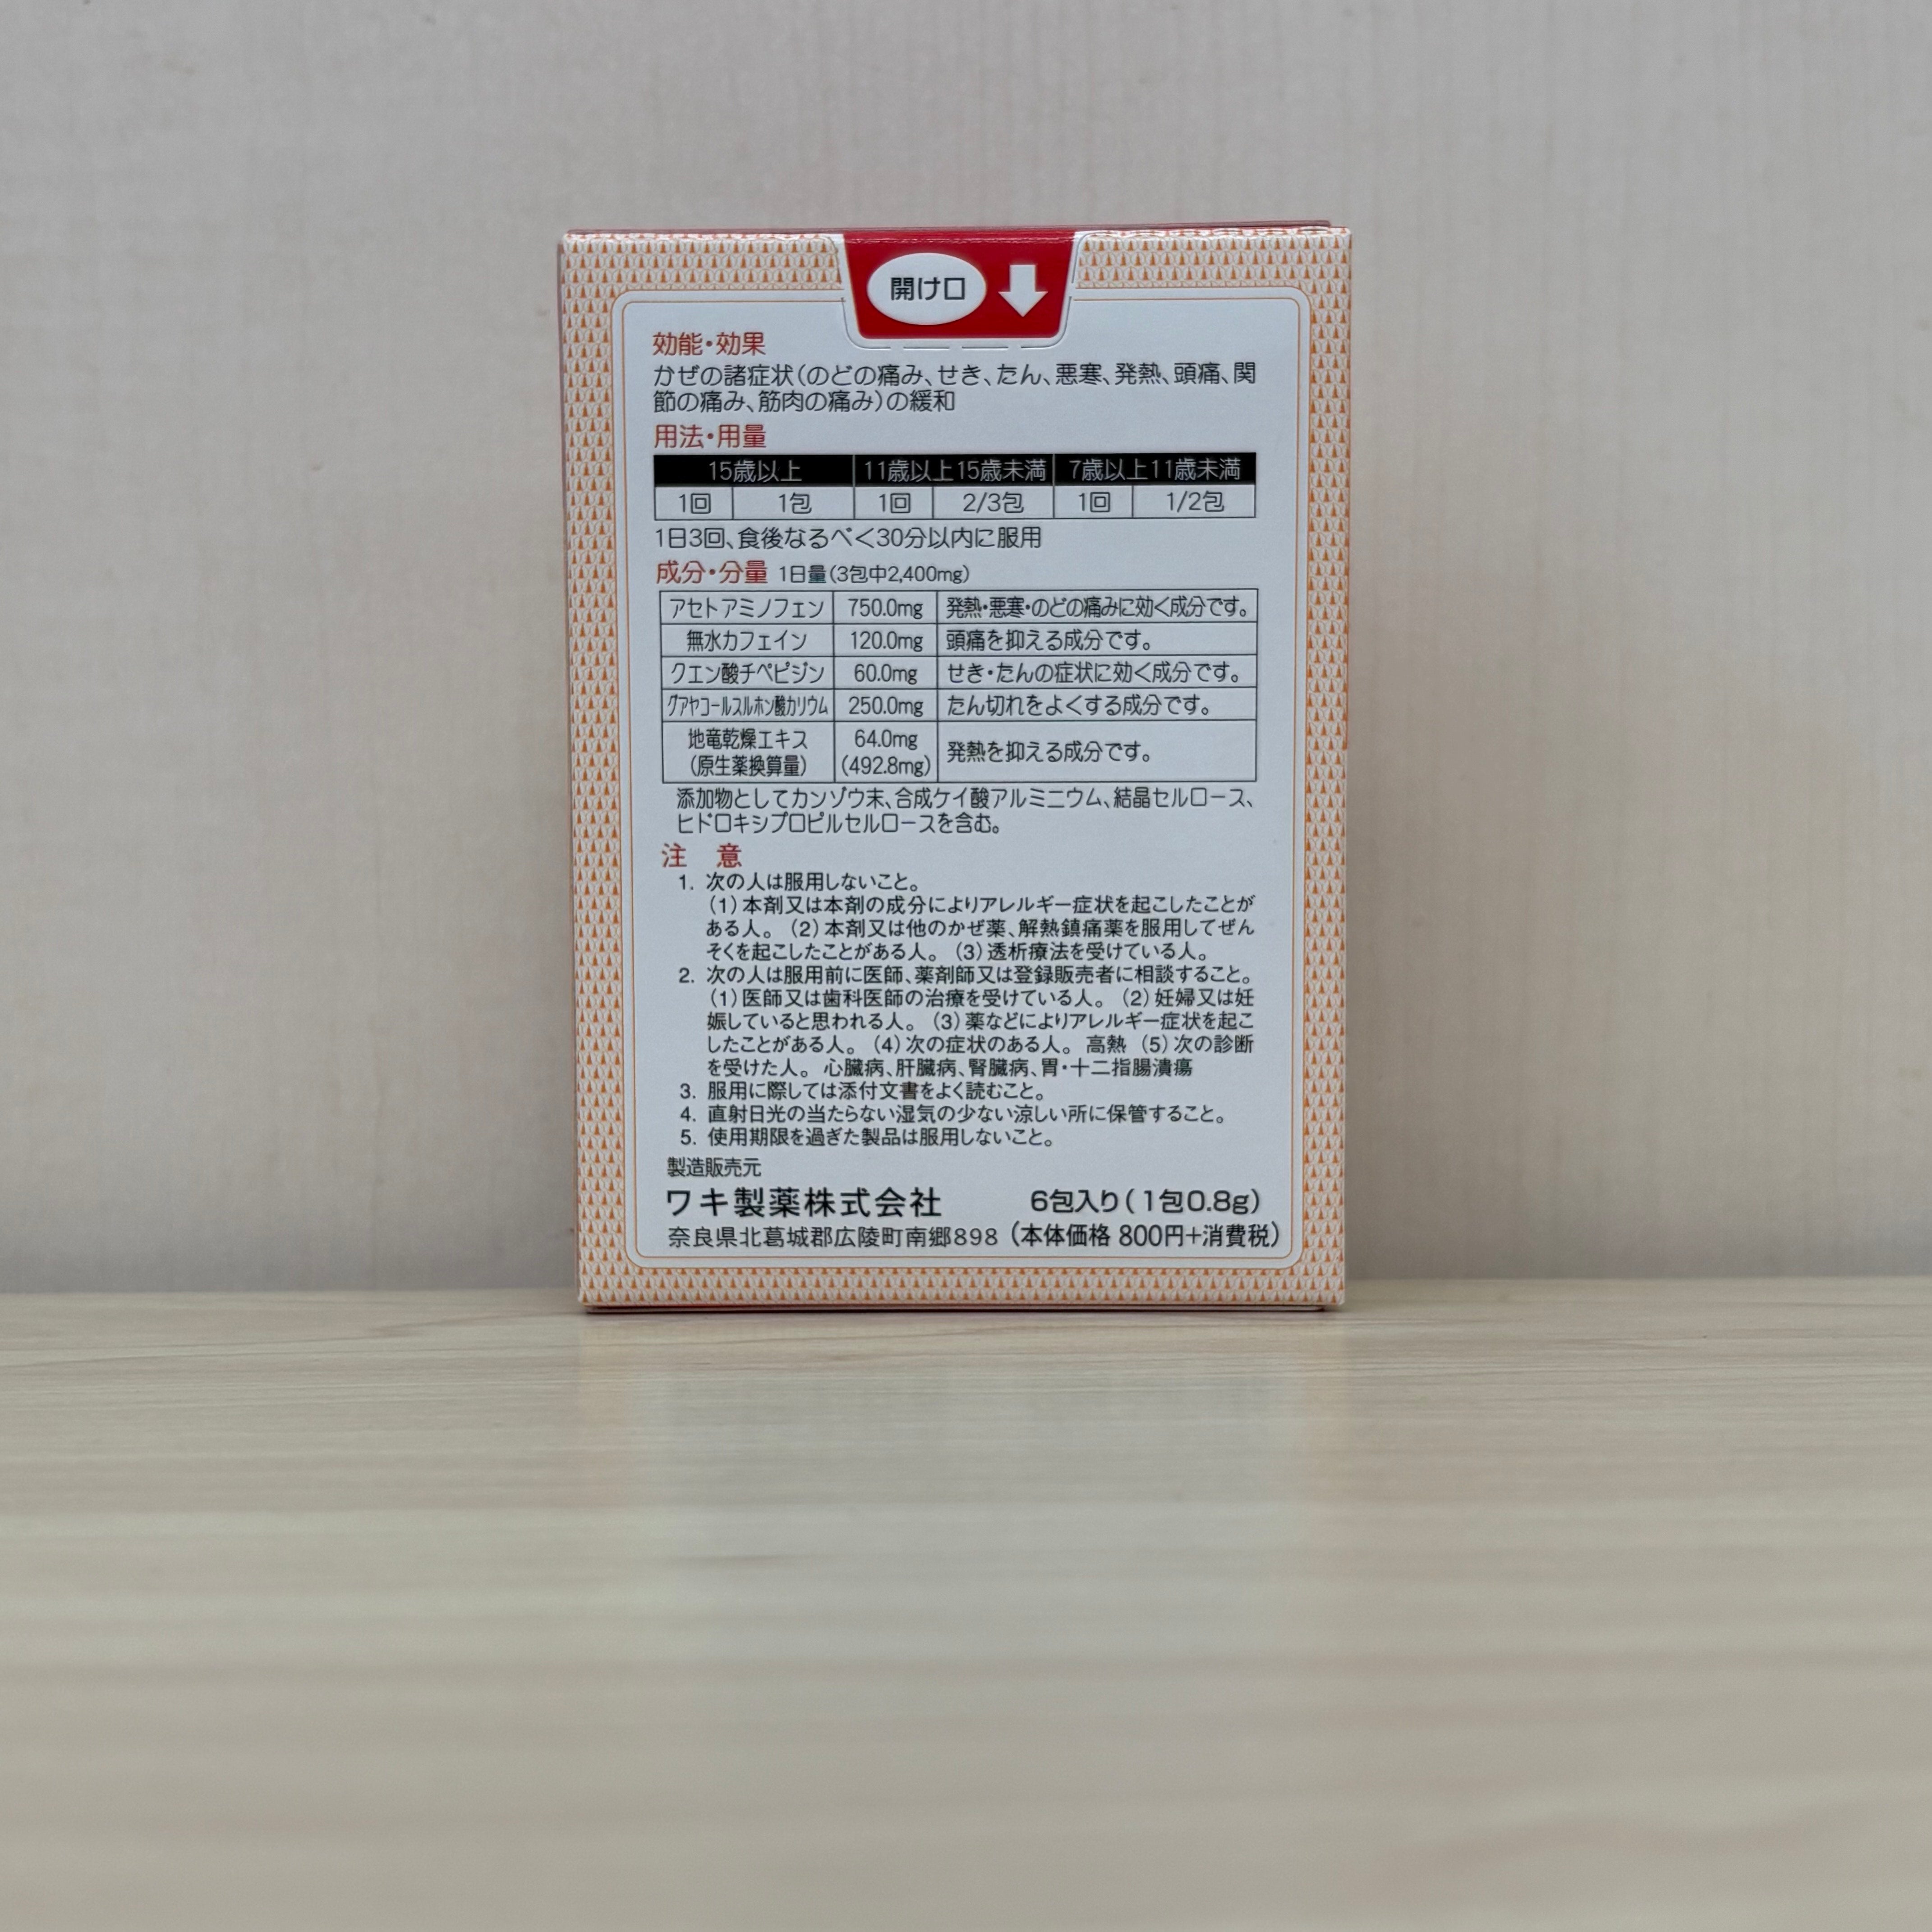 開け口
効能・効果
かぜの諸症状(のどの痛み、せき、たん、悪寒、発熱、頭痛、関
節の痛み、筋肉の痛み)の緩和
用法・用量
15歳以上 11歳以上15歳未満 7歳以上11歳未満
1回 1包 1回 2/3包 1回 1/2包
1日3回、食後なるべく30分以内に服用
成分・分量 1日量(3包中2,400mg)
アセトアミノフェン 750.0mg 発熱・悪寒・のどの痛みに効く成分です。
無水カフェイン 120.0mg 頭痛を抑える成分です。
クエン酸チペピジン 60.0mg せき・たんの症状に効く成分です。
グアヤコールスルホン酸カリウム 250.0mg たん切れをよくする成分です。
地竜乾燥エキス 64.0mg 発熱を抑える成分です。
(原生薬換算量) (492.8mg)
添加物としてカンゾウ末、合成ケイ酸アルミニウム、結晶セルロース、
ヒドロキシプロピルセルロースを含む。
注 意
1. 次の人は服用しないこと。
(1)本剤又は本剤の成分によりアレルギー症状を起こしたことが
ある人。(2)本剤又は他のかぜ薬、解熱鎮痛薬を服用してぜん
そくを起こしたことがある人。(3)透析療法を受けている人。
2. 次の人は服用前に医師、薬剤師又は登録販売者に相談すること。
(1)医師又は歯科医師の治療を受けている人。(2)妊婦又は妊
娠していると思われる人。(3)薬などによりアレルギー症状を起こ
したことがある人。(4)次の症状のある人。 高熱 (5)次の診断
を受けた人。 心臓病、肝臓病、腎臓病、胃・十二指腸潰瘍
3. 服用に際しては添付文書をよく読むこと。
4. 直射日光の当たらない湿気の少ない涼しい所に保管すること。
5. 使用期限を過ぎた製品は服用しないこと。
製造販売元
ワキ製薬株式会社 6包入り(1包0.8g)
奈良県北葛城郡広陵町南郷898 (本体価格 800円+消費税)